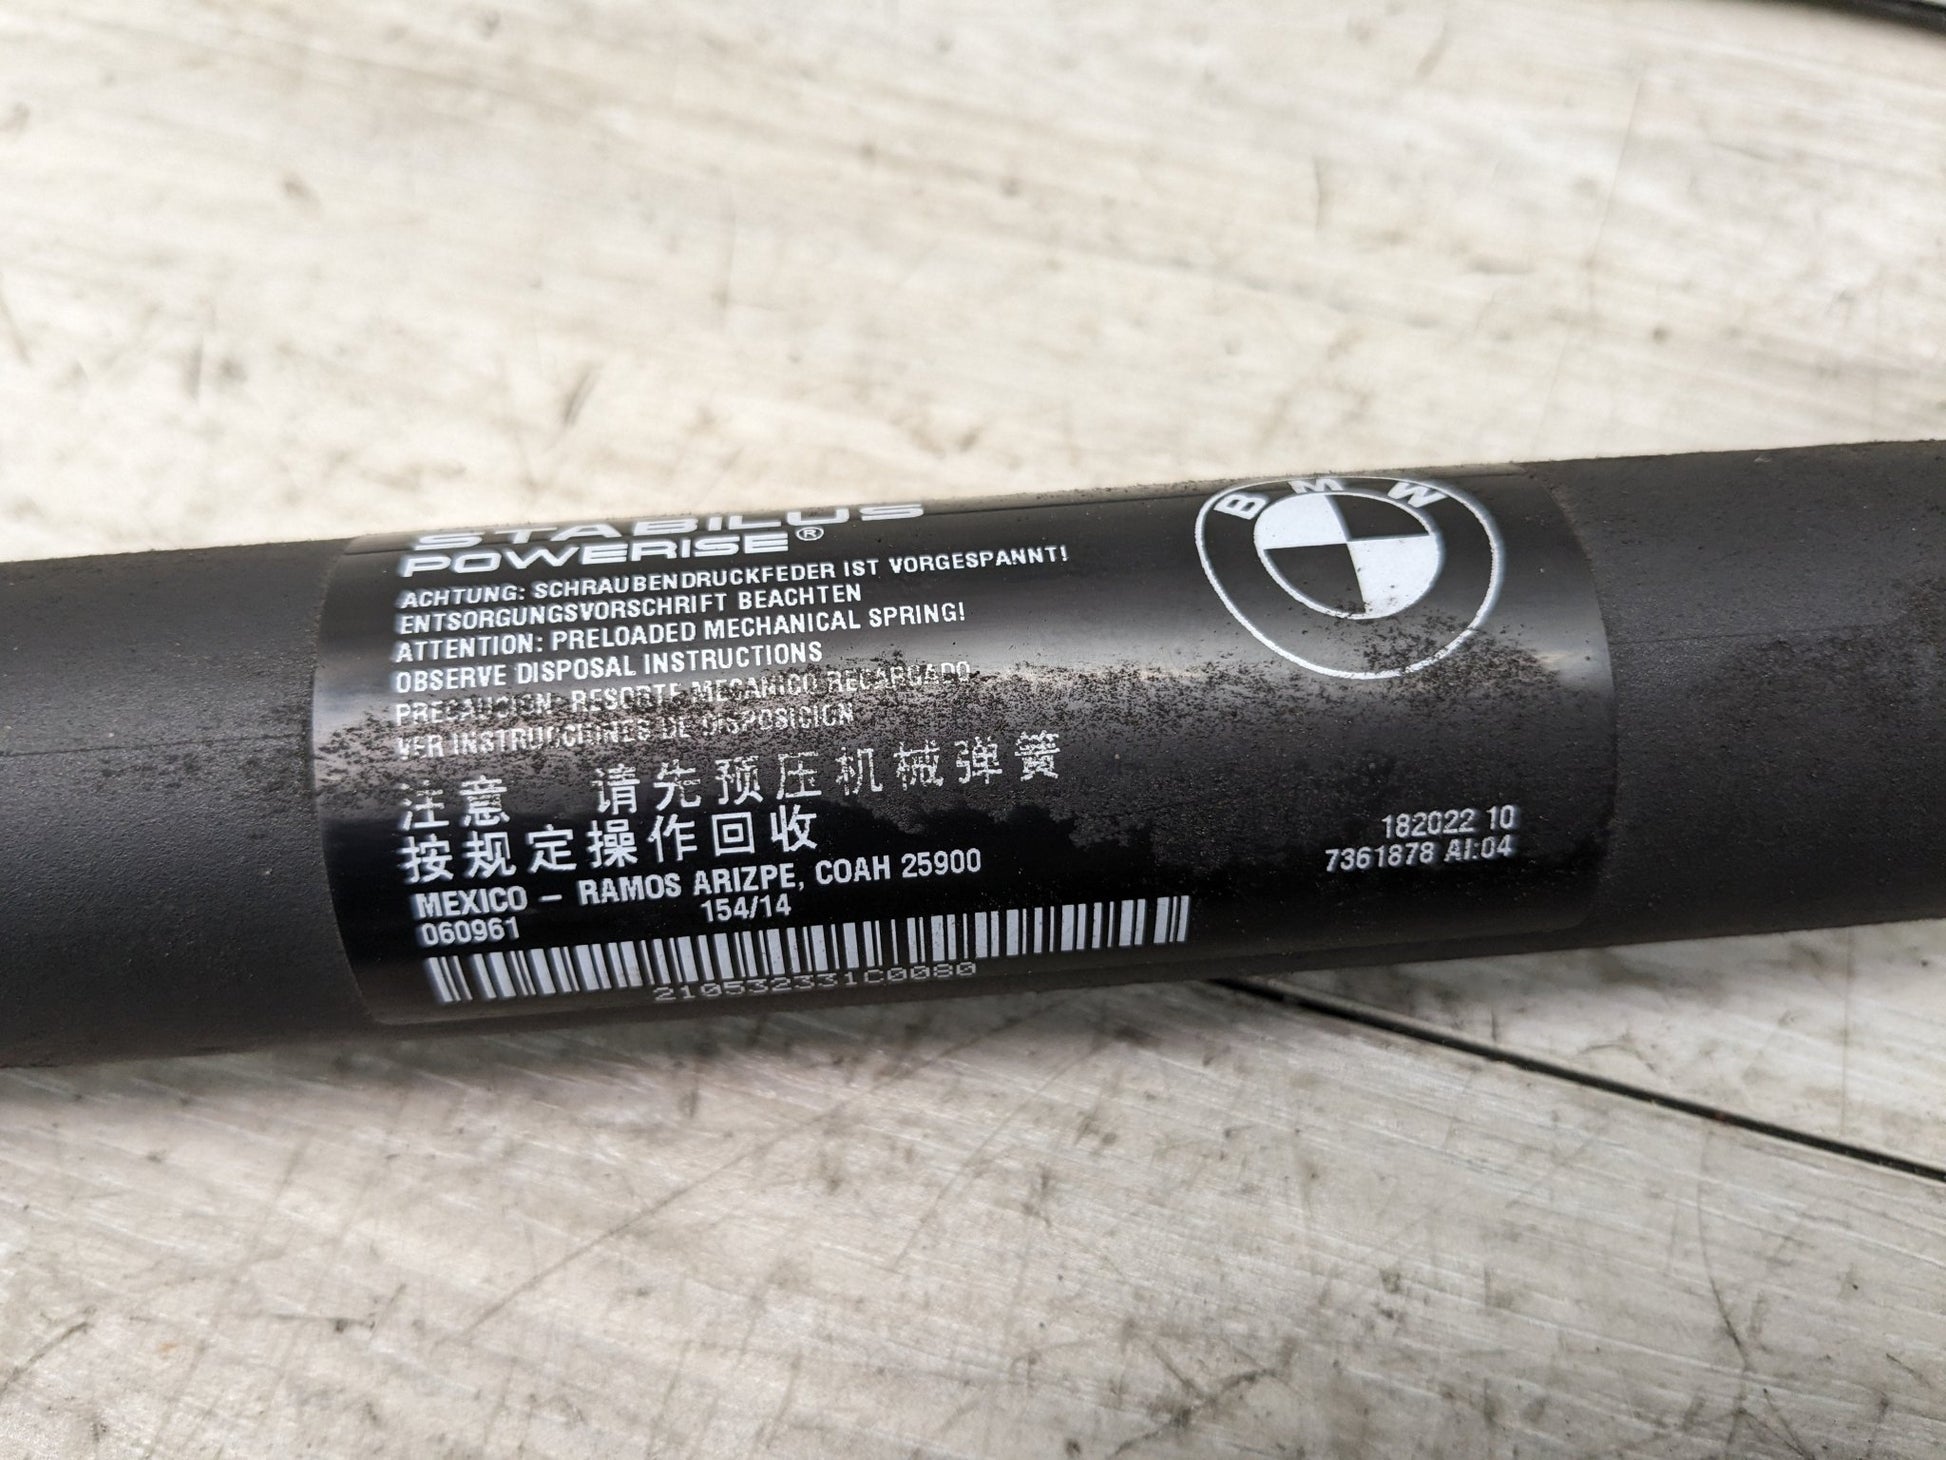 STABILUS
POWERISE®
ACHTUNG: SCHRAUBENDRUCKFEDER IST VORGESPANNT!
ENTSORGUNGSVORSCHRIFT BEACHTEN
ATTENTION: PRELOADED MECHANICAL SPRING!
OBSERVE DISPOSAL INSTRUCTIONS
PRECAUCION: RESORTE MECANICO RECARGADO
VER INSTRUCCIONES DE DISPOSICION
注意 请先预压机械弹簧
按规定操作回收
MEXICO – RAMOS ARIZPE, COAH 25900
060961 154/14
210532331C0080
BMW
182022 10
7361878 AI:04